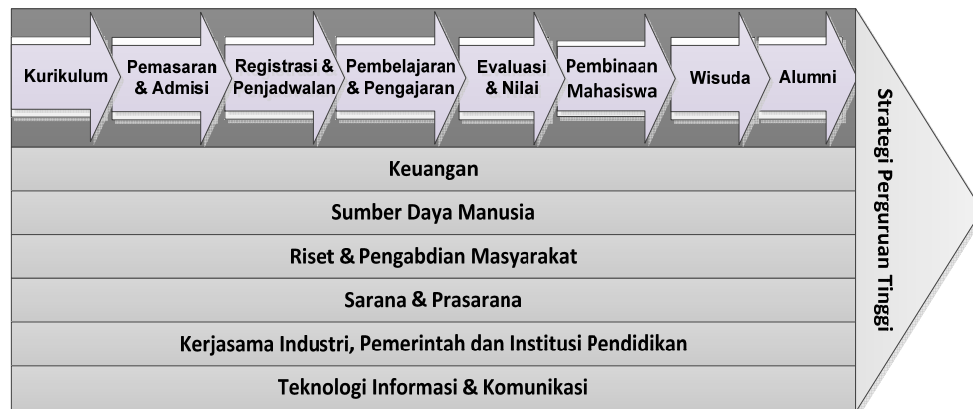 Kurikulum
Pemasaran
& Admisi
Registrasi &
Penjadwalan
Pembelajaran
& Pengajaran
Evaluasi
& Nilai
Pembinaan
Mahasiswa
Wisuda
Alumni
Keuangan
Sumber Daya Manusia
Riset & Pengabdian Masyarakat
Sarana & Prasarana
Kerjasama Industri, Pemerintah dan Institusi Pendidikan
Teknologi Informasi & Komunikasi
Strategi Perguruan Tinggi